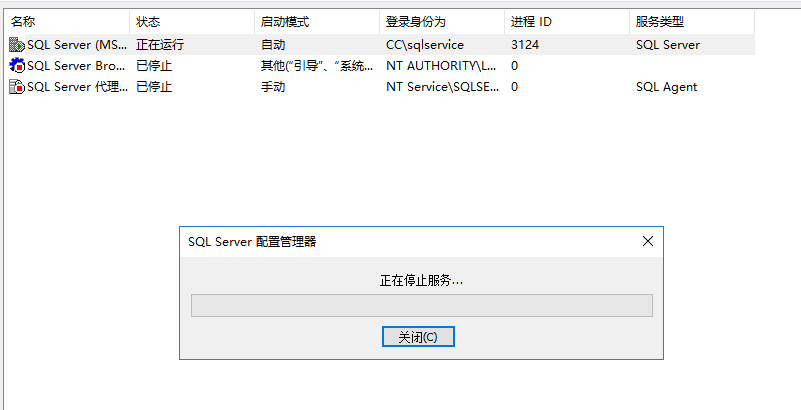 名称 状态 启动模式 登录身份为 进程 ID 服务类型
SQL Server (MS... 正在运行 自动 CC\sqlservice 3124 SQL Server
SQL Server Bro... 已停止 其他(“引导”、“系统... NT AUTHORITY\L... 0
SQL Server 代理... 已停止 手动 NT Service\SQLSE... 0 SQL Agent
SQL Server 配置管理器
正在停止服务...
关闭(C)